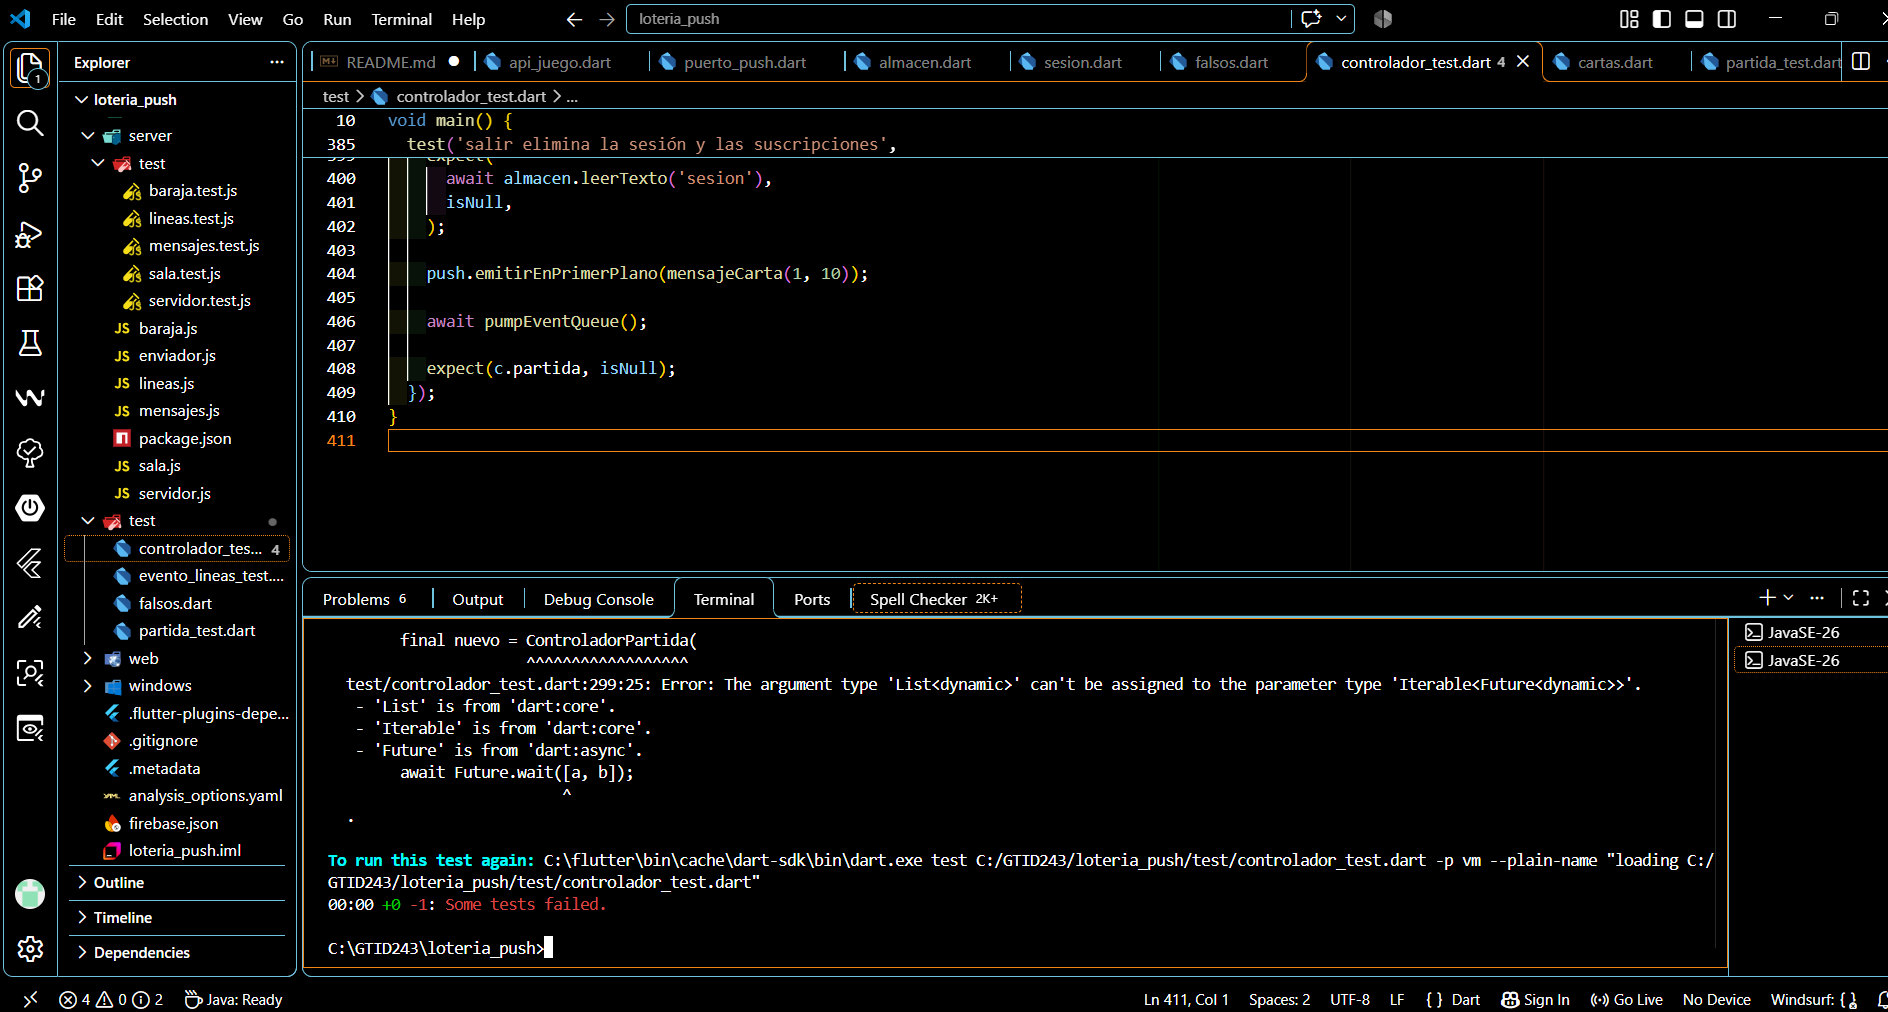 File Edit Selection View Go Run Terminal Help
loteria_push
Explorer
loteria_push
server
test
baraja.test.js
lineas.test.js
mensajes.test.js
sala.test.js
servidor.test.js
JS baraja.js
JS enviador.js
JS lineas.js
JS mensajes.js
package.json
JS sala.js
JS servidor.js
test
controlador_tes... 4
evento_lineas_test....
falsos.dart
partida_test.dart
web
windows
.flutter-plugins-depe...
.gitignore
.metadata
analysis_options.yaml
firebase.json
loteria_push.iml
Outline
Timeline
Dependencies
1
README.md api_juego.dart puerto_push.dart almacen.dart sesion.dart falsos.dart controlador_test.dart 4 cartas.dart partida_test.dart
test > controlador_test.dart > ...
10 void main() {
385 test('salir elimina la sesión y las suscripciones',
399 expect(
400 await almacen.leerTexto('sesion'),
401 isNull,
402 );
403
404 push.emitirEnPrimerPlano(mensajeCarta(1, 10));
405
406 await pumpEventQueue();
407
408 expect(c.partida, isNull);
409 });
410 }
411
Problems 6 Output Debug Console Terminal Ports Spell Checker 2K+
final nuevo = ControladorPartida(
^^^^^^^^^^^^^^^^^^
test/controlador_test.dart:299:25: Error: The argument type 'List<dynamic>' can't be assigned to the parameter type 'Iterable<Future<dynamic>>'.
- 'List' is from 'dart:core'.
- 'Iterable' is from 'dart:core'.
- 'Future' is from 'dart:async'.
await Future.wait([a, b]);
^
.
To run this test again: C:\flutter\bin\cache\dart-sdk\bin\dart.exe test C:/GTID243/loteria_push/test/controlador_test.dart -p vm --plain-name "loading C:/
GTID243/loteria_push/test/controlador_test.dart"
00:00 +0 -1: Some tests failed.
C:\GTID243\loteria_push>
JavaSE-26
JavaSE-26
4 0 2 Java: Ready
Ln 411, Col 1 Spaces: 2 UTF-8 LF { } Dart Sign In Go Live No Device Windsurf: {